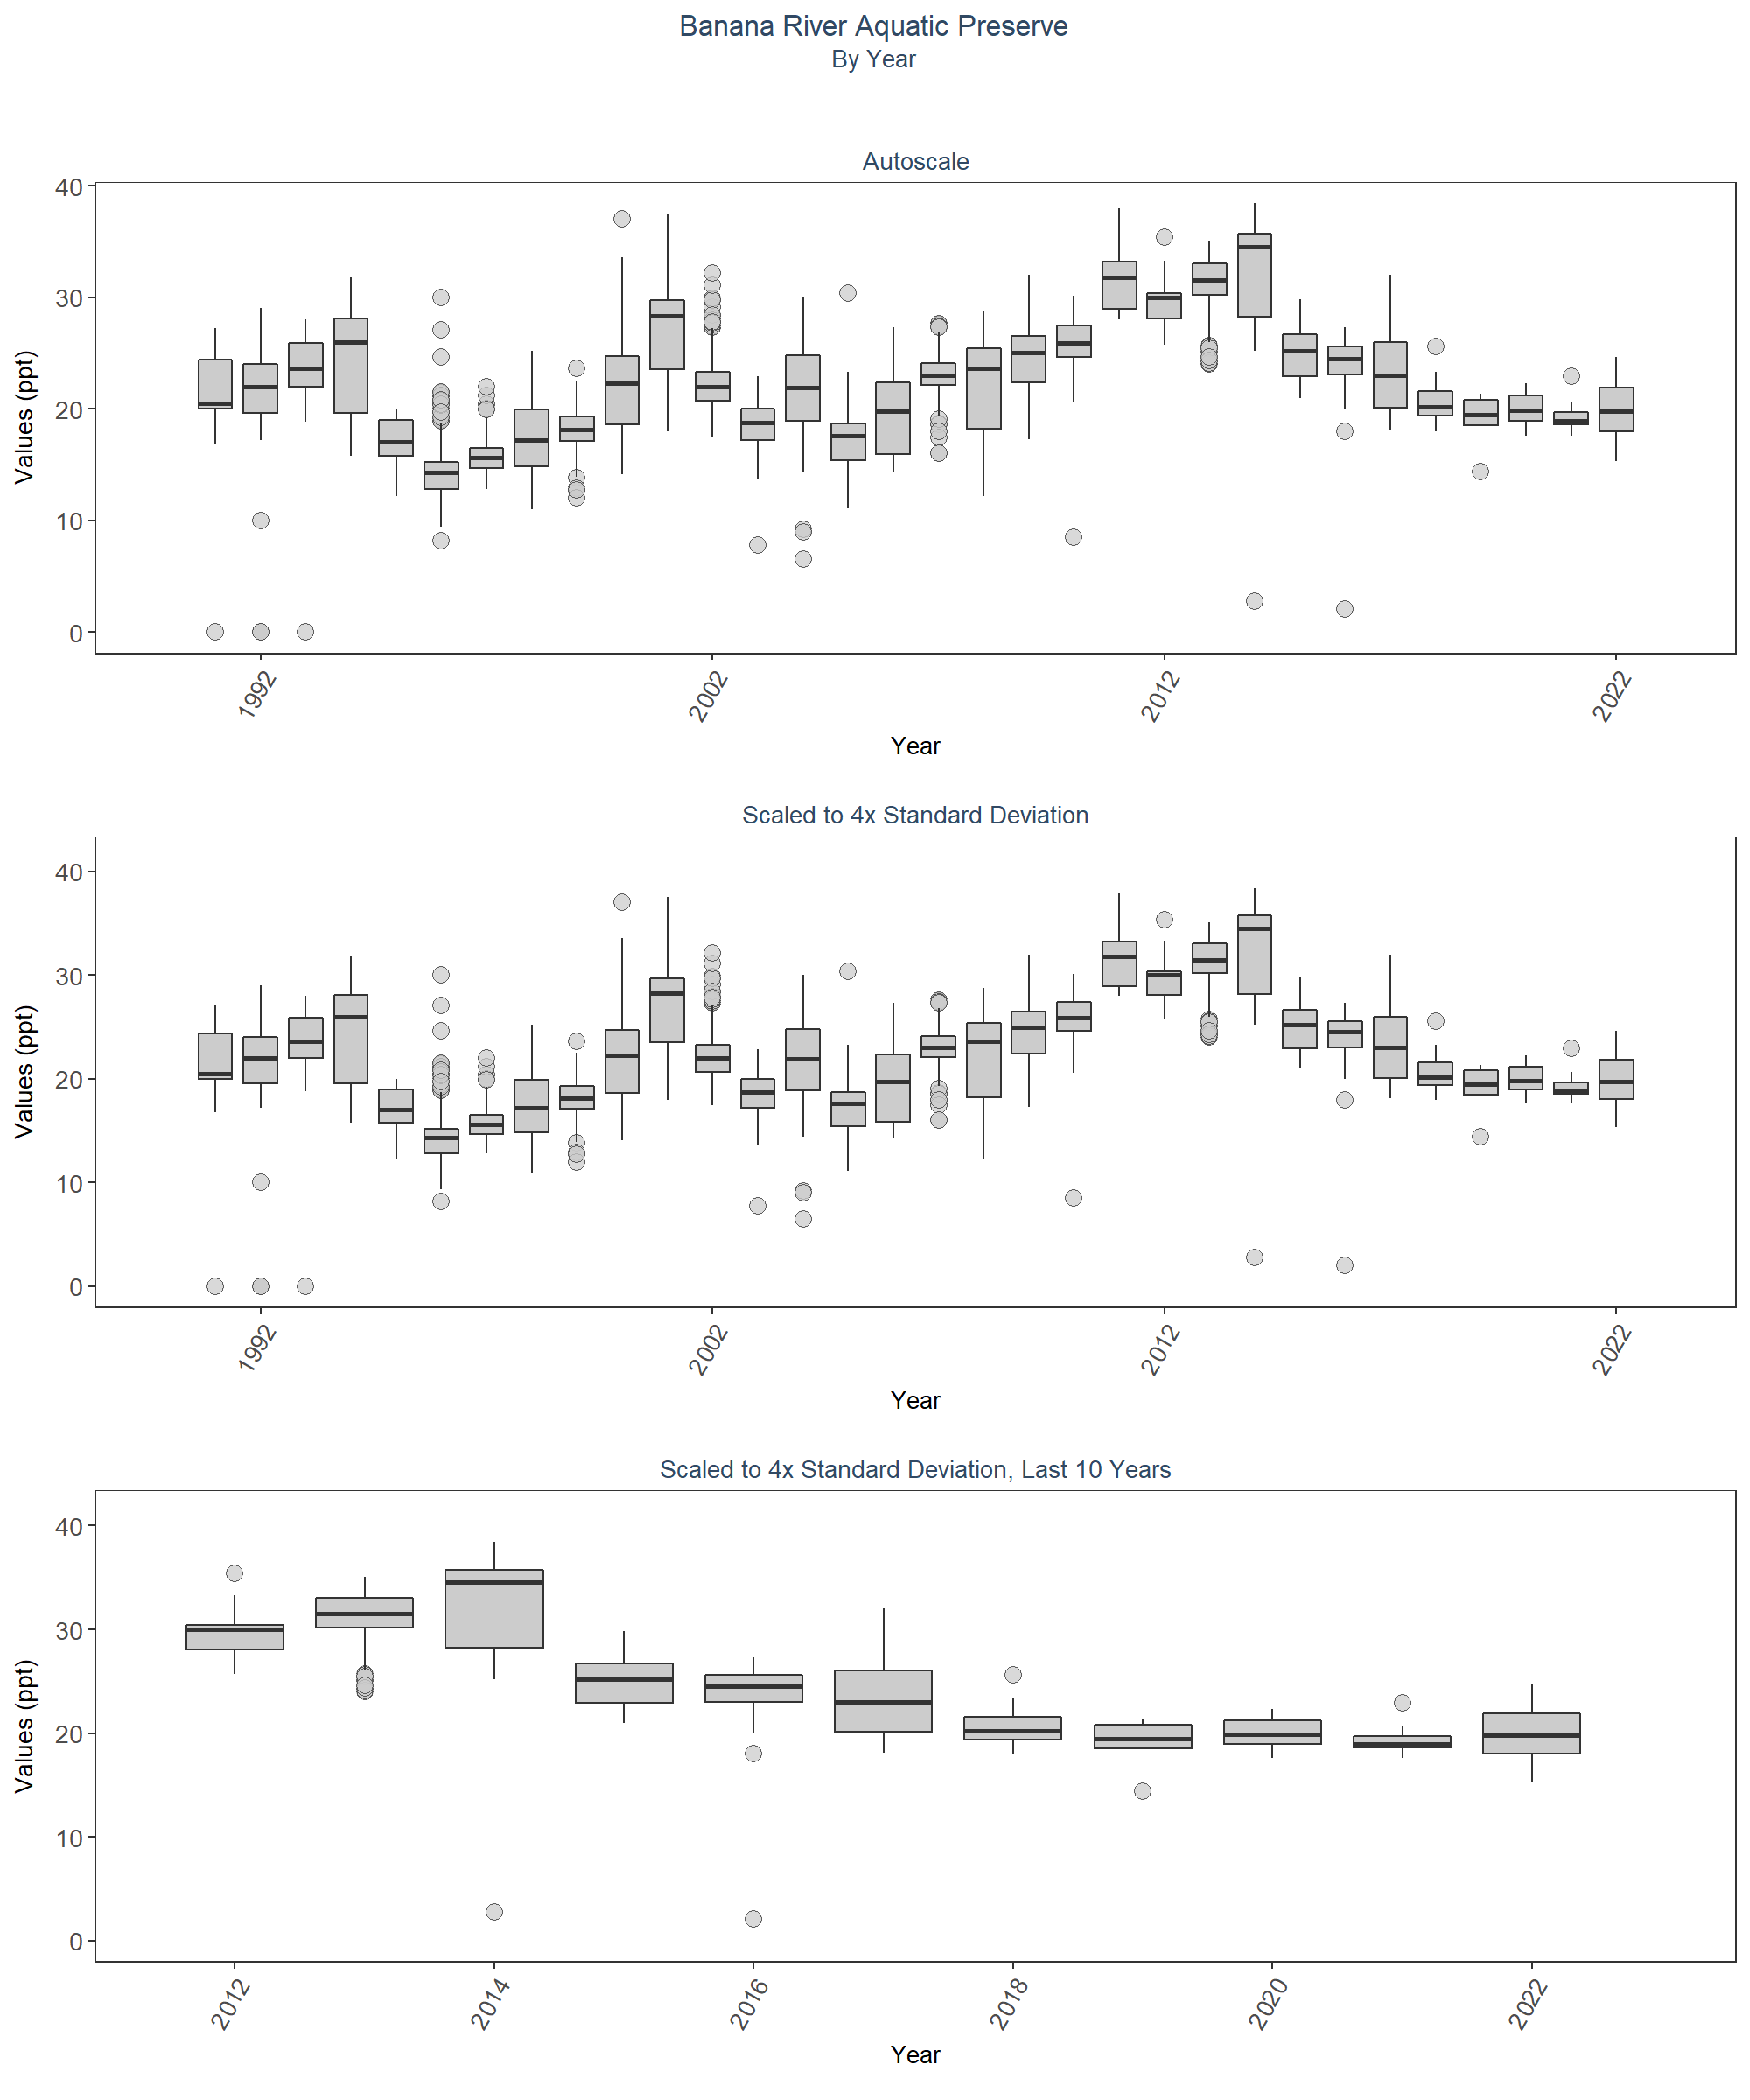 Banana River Aquatic Preserve
By Year
Autoscale
Values (ppt)
40
30
20
10
0
1992
2002
2012
2022
Year
Scaled to 4x Standard Deviation
Values (ppt)
40
30
20
10
0
1992
2002
2012
2022
Year
Scaled to 4x Standard Deviation, Last 10 Years
Values (ppt)
40
30
20
10
0
2012
2014
2016
2018
2020
2022
Year